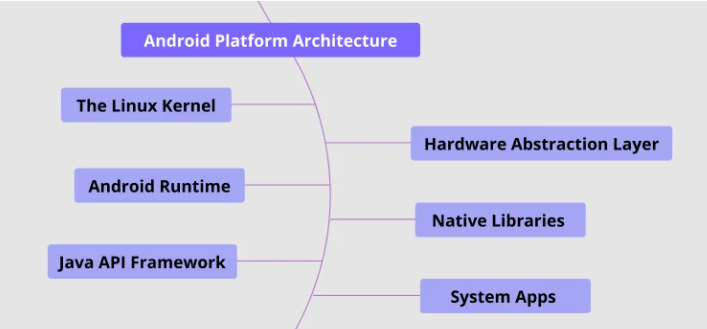 Android Platform Architecture
The Linux Kernel
Hardware Abstraction Layer
Android Runtime
Native Libraries
Java API Framework
System Apps